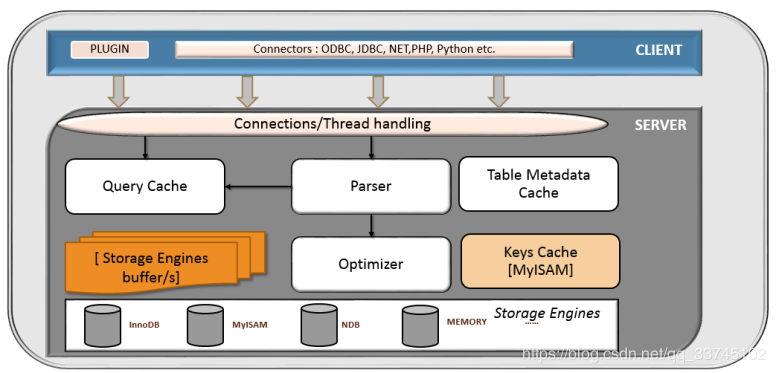 PLUGIN
Connectors : ODBC, JDBC, NET,PHP, Python etc.
CLIENT
Connections/Thread handling
SERVER
Query Cache
Parser
Table Metadata
Cache
[ Storage Engines
buffer/s]
Optimizer
Keys Cache
[MyISAM]
InnoDB
MyISAM
NDB
MEMORY
Storage Engines
......
https://blog.csdn.net/qq_33745102